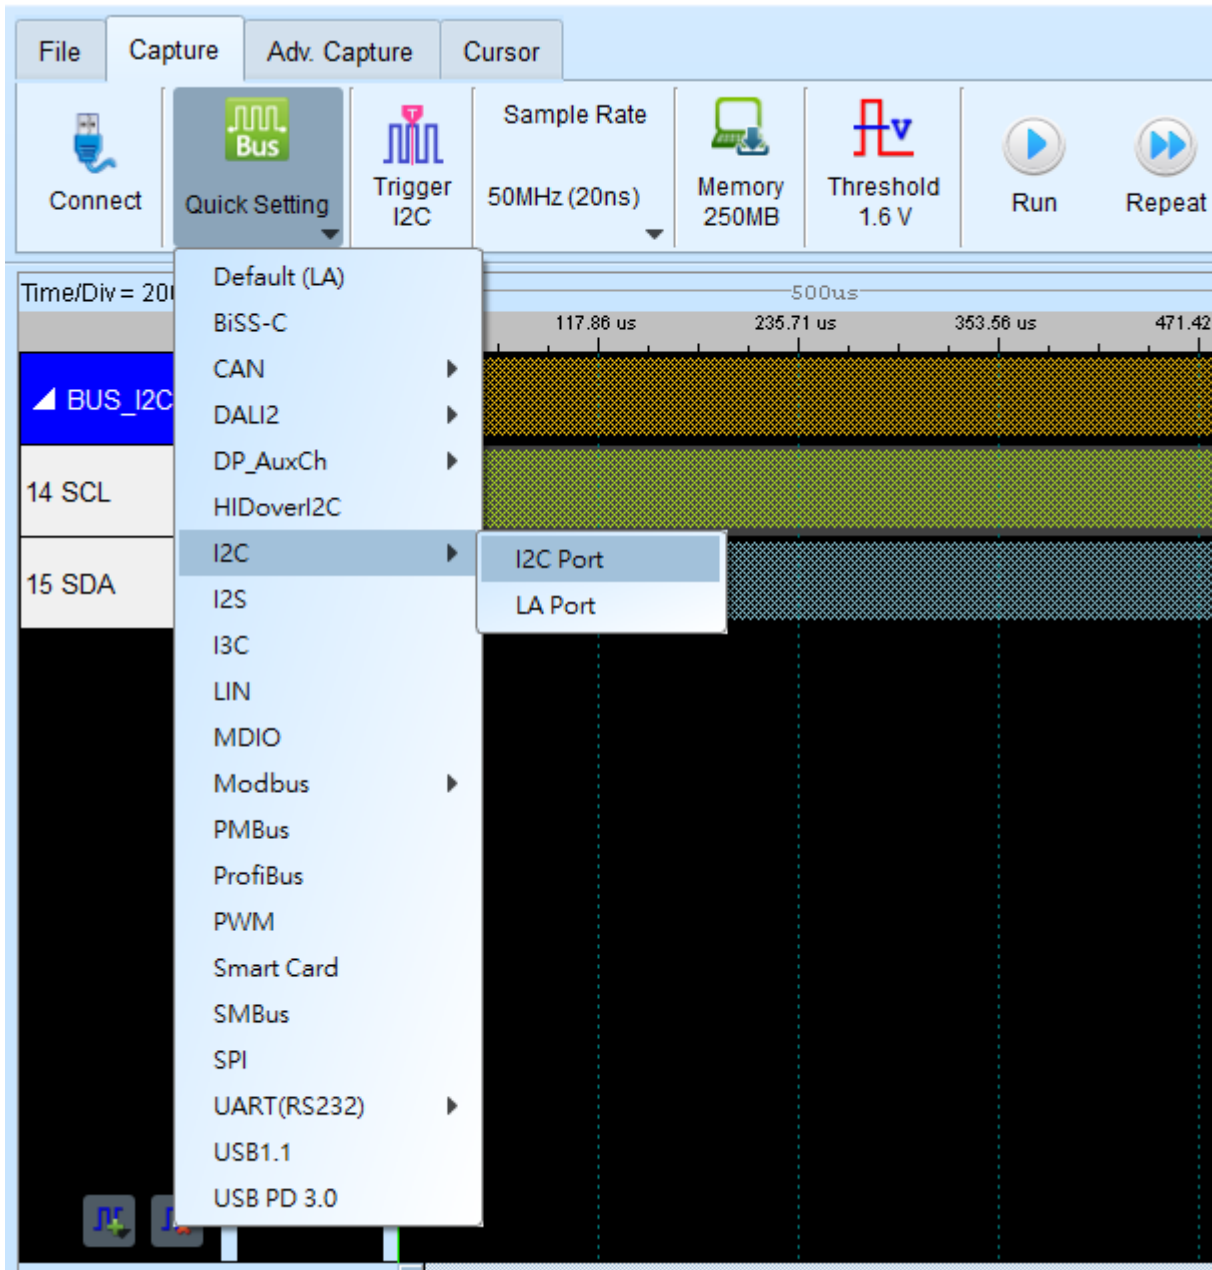 File Capture Adv. Capture Cursor
Bus
T
V
Sample Rate
50MHz (20ns)
Connect
Quick Setting
Trigger
I2C
Memory
250MB
Threshold
1.6 V
Run
Repeat
Time/Div = 20
500us
117.86 us 235.71 us 353.56 us 471.42
BUS_I2C
14 SCL
15 SDA
Default (LA)
BiSS-C
CAN
DALI2
DP_AuxCh
HIDoverI2C
I2C
I2S
I3C
LIN
MDIO
Modbus
PMBus
ProfiBus
PWM
Smart Card
SMBus
SPI
UART(RS232)
USB1.1
USB PD 3.0
I2C Port
LA Port